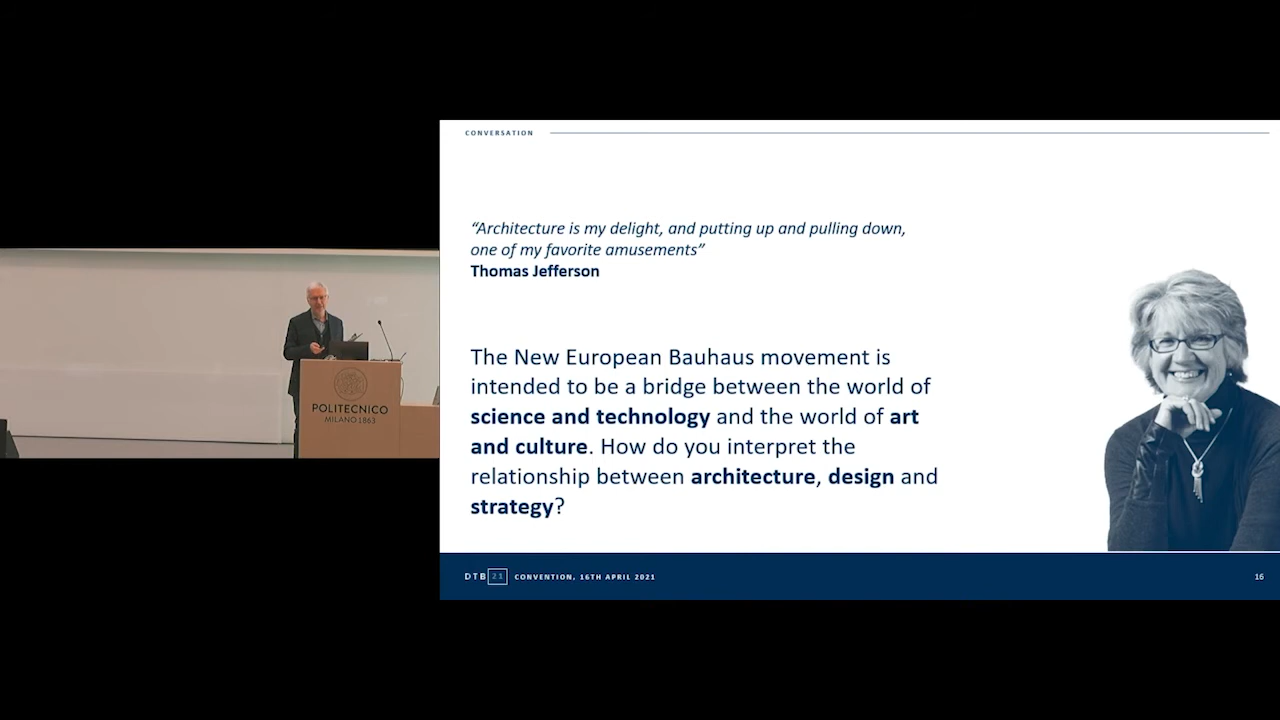 CONVERSATION
“Architecture is my delight, and putting up and pulling down,
one of my favorite amusements”
Thomas Jefferson
The New European Bauhaus movement is
intended to be a bridge between the world of
science and technology and the world of art
and culture. How do you interpret the
relationship between architecture, design and
strategy?
POLITECNICO
MILANO 1863
DTB 21 CONVENTION, 16TH APRIL 2021
16